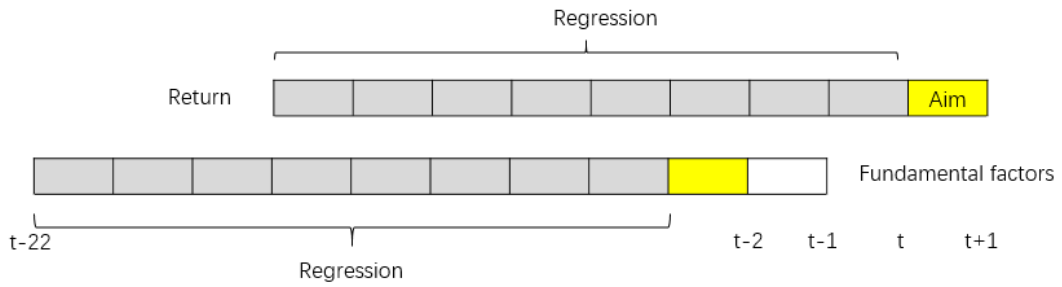 Regression
Return
Aim
Fundamental factors
t-22
t-2
t-1
t
t+1
Regression